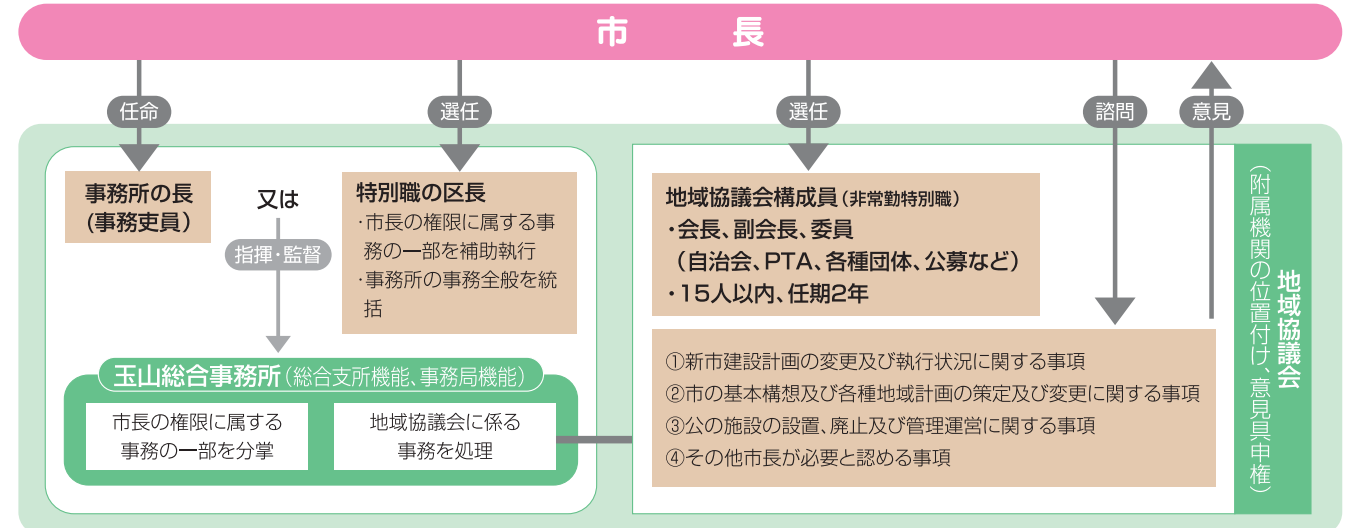 市　長
任命
選任
選任
諮問
意見
事務所の長
(事務吏員)
又は
指揮・監督
特別職の区長
・市長の権限に属する事
務の一部を補助執行
・事務所の事務全般を統
括
玉山総合事務所(総合支所機能、事務局機能)
市長の権限に属する
事務の一部を分掌
地域協議会に係る
事務を処理
地域協議会構成員(非常勤特別職)
・会長、副会長、委員
(自治会、PTA、各種団体、公募など)
・15人以内、任期2年
①新市建設計画の変更及び執行状況に関する事項
②市の基本構想及び各種地域計画の策定及び変更に関する事項
③公の施設の設置、廃止及び管理運営に関する事項
④その他市長が必要と認める事項
地域協議会
(附属機関の位置付け、意見具申権)